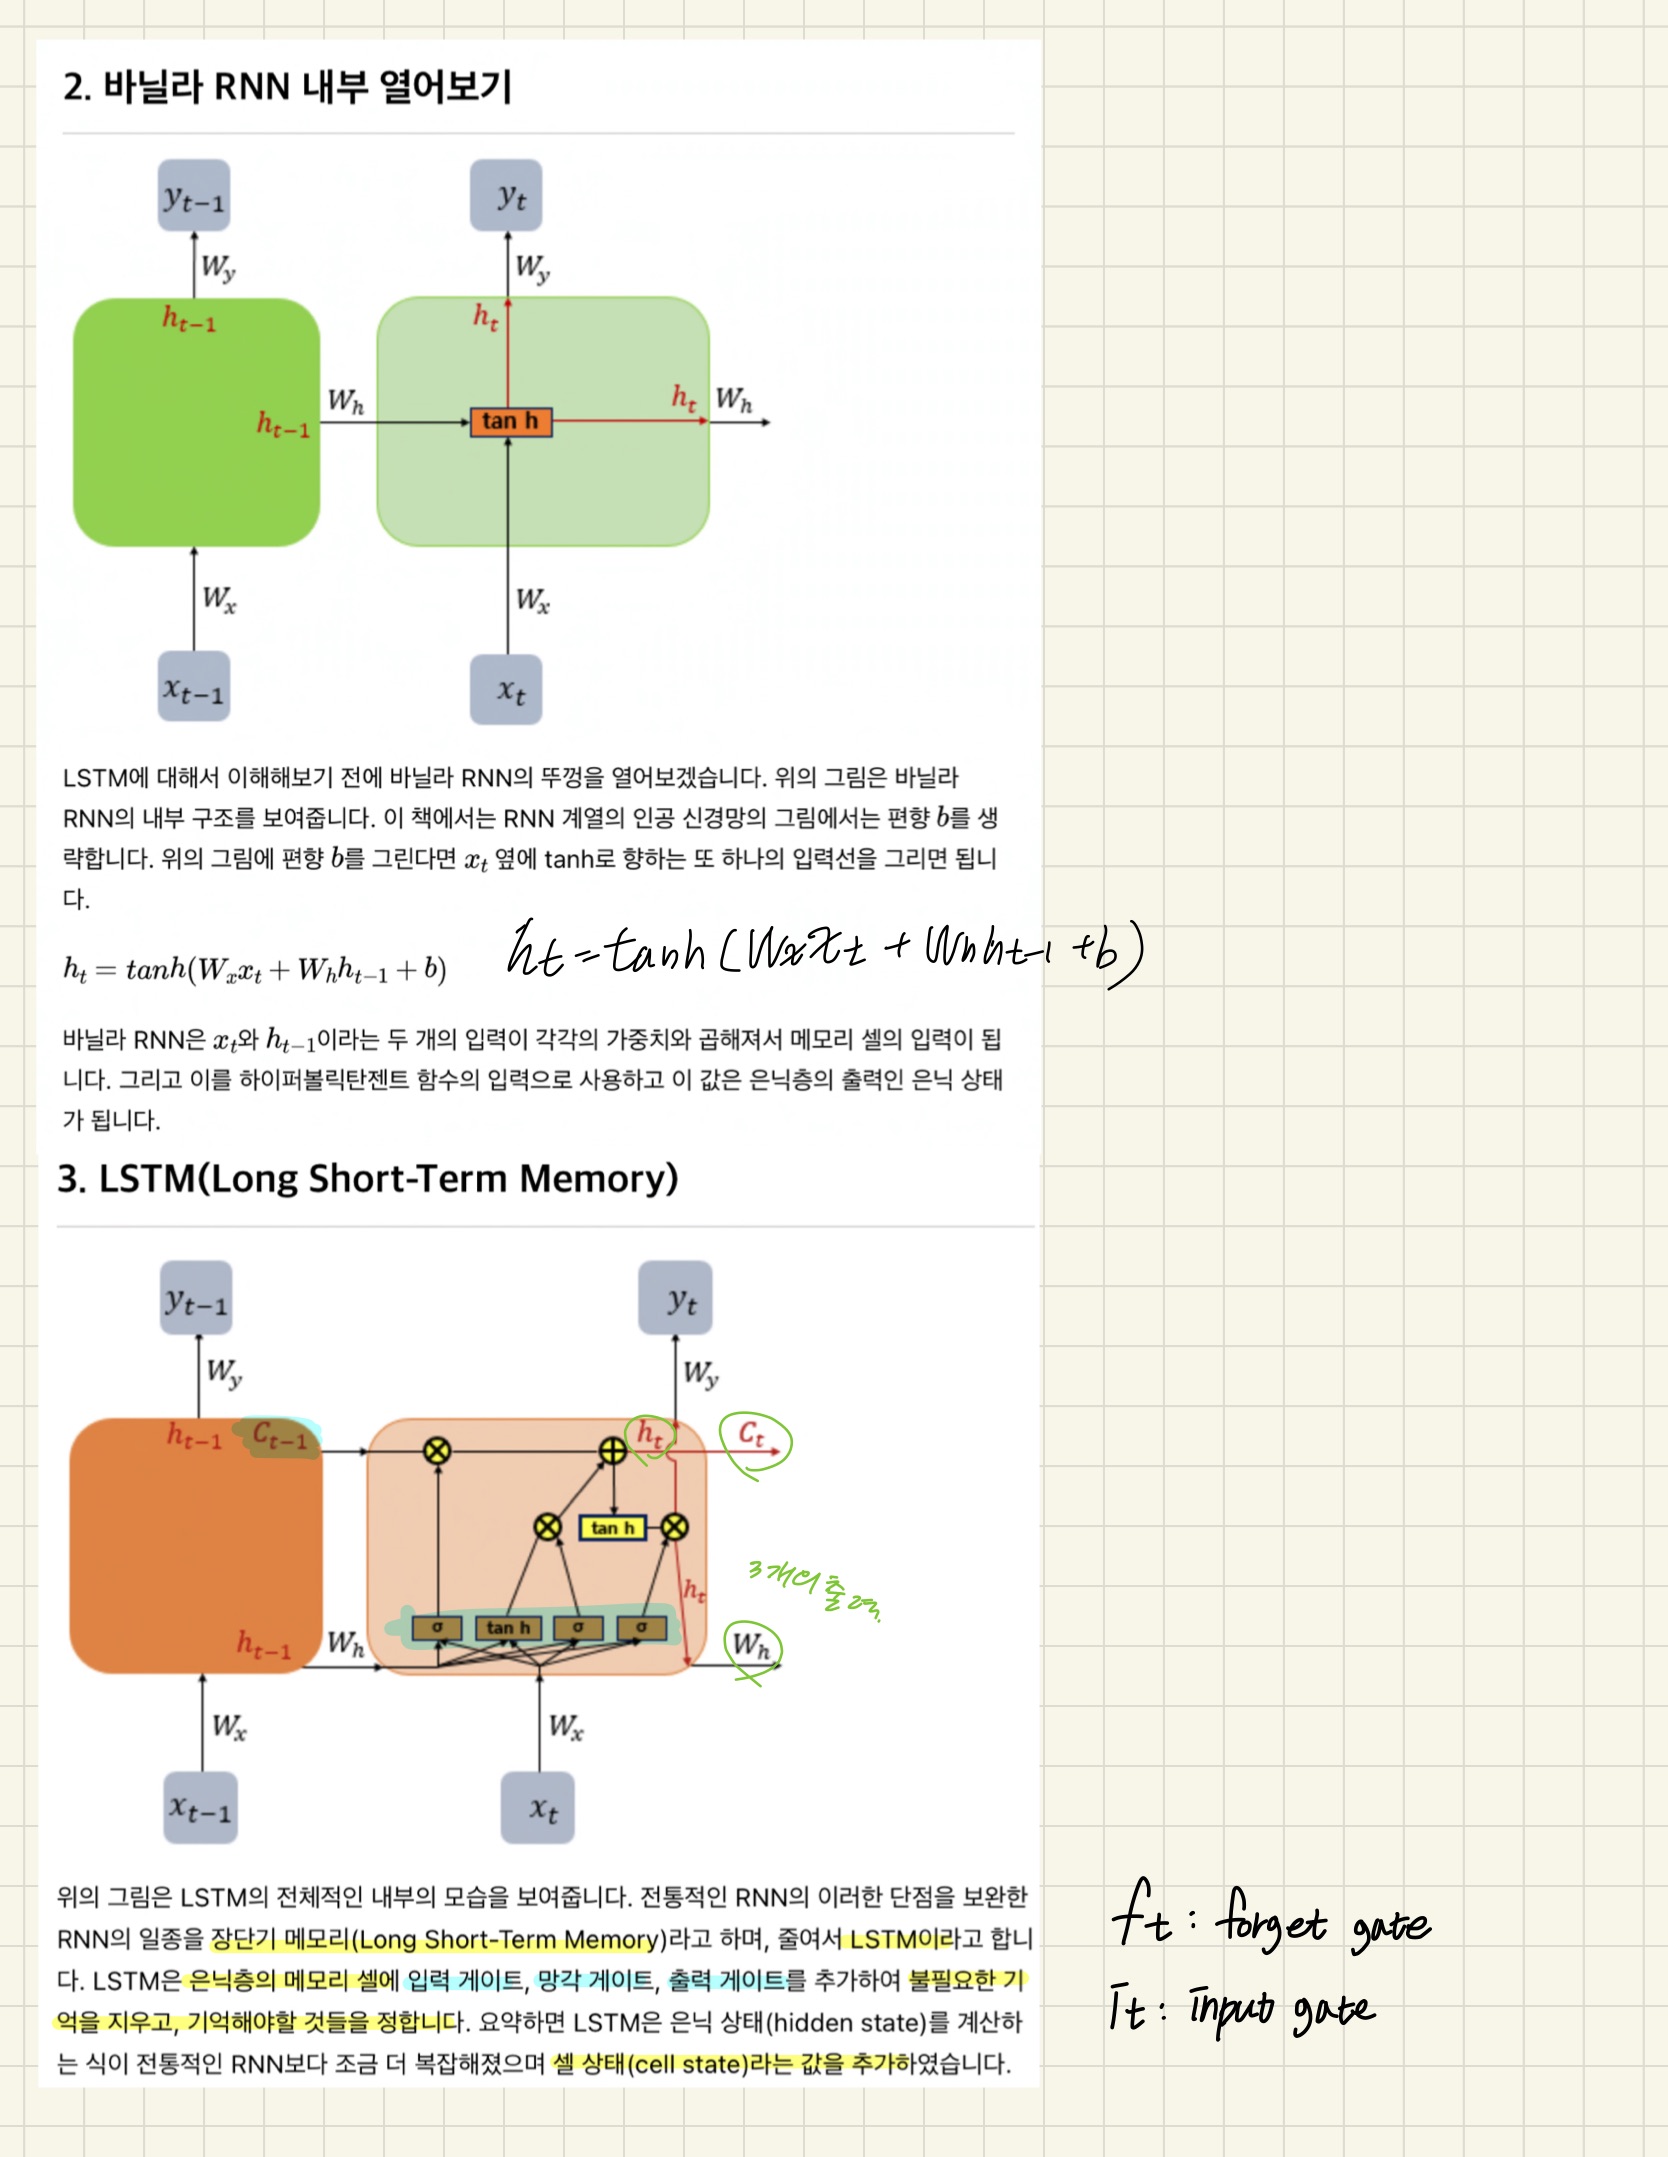 2. 바닐라 RNN 내부 열어보기
y_{t-1}
y_t
W_y
W_y
h_{t-1}
h_t
h_{t-1}
W_h
tan h
h_t
W_h
W_x
W_x
x_{t-1}
x_t
LSTM에 대해서 이해해보기 전에 바닐라 RNN의 뚜껑을 열어보겠습니다. 위의 그림은 바닐라
RNN의 내부 구조를 보여줍니다. 이 책에서는 RNN 계열의 인공 신경망의 그림에서는 편향 b를 생
략합니다. 위의 그림에 편향 b를 그린다면 x_t 옆에 tanh로 향하는 또 하나의 입력선을 그리면 됩니
다.
h_t = tanh(W_x x_t + W_h h_{t-1} + b)
h_t = tanh(W_x x_t + W_h h_{t-1} + b)
바닐라 RNN은 x_t와 h_{t-1}이라는 두 개의 입력이 각각의 가중치와 곱해져서 메모리 셀의 입력이 됩
니다. 그리고 이를 하이퍼볼릭탄젠트 함수의 입력으로 사용하고 이 값은 은닉층의 출력인 은닉 상태
가 됩니다.
3. LSTM(Long Short-Term Memory)
y_{t-1}
y_t
W_y
W_y
h_{t-1}
C_{t-1}
h_t
C_t
tan h
3개의 출력
h_t
σ
tan h
σ
σ
h_{t-1}
W_h
W_h
W_x
W_x
x_{t-1}
x_t
위의 그림은 LSTM의 전체적인 내부의 모습을 보여줍니다. 전통적인 RNN의 이러한 단점을 보완한
RNN의 일종을 장단기 메모리(Long Short-Term Memory)라고 하며, 줄여서 LSTM이라고 합니
다. LSTM은 은닉층의 메모리 셀에 입력 게이트, 망각 게이트, 출력 게이트를 추가하여 불필요한 기
억을 지우고, 기억해야할 것들을 정합니다. 요약하면 LSTM은 은닉 상태(hidden state)를 계산하
는 식이 전통적인 RNN보다 조금 더 복잡해졌으며 셀 상태(cell state)라는 값을 추가하였습니다.
f_t : forget gate
i_t : input gate